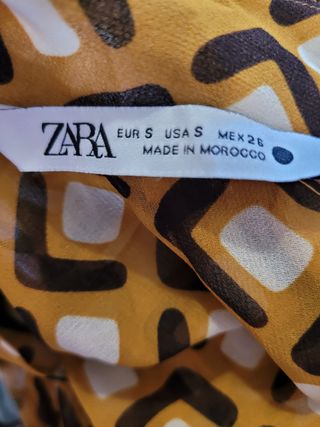 ZARA
EUR S USA S MEX 26
MADE IN MOROCCO